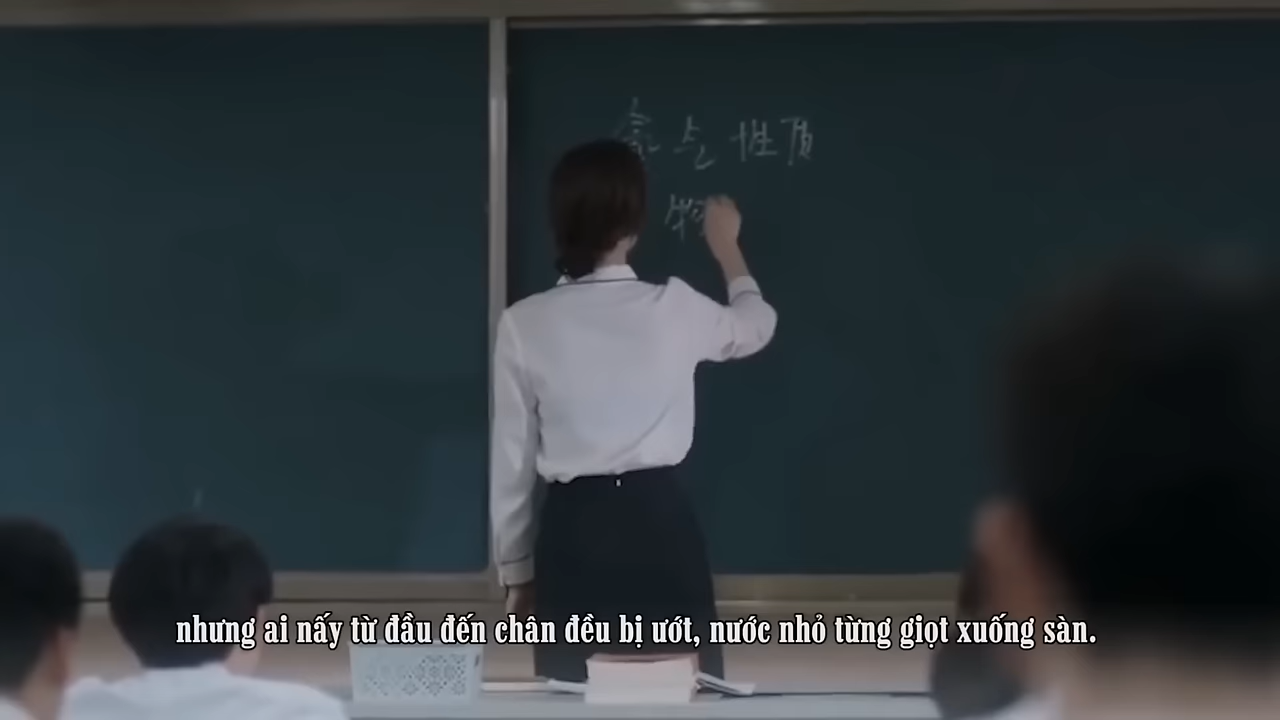 性质
nhưng ai nấy từ đầu đến chân đều bị ướt, nước nhỏ từng giọt xuống sàn.